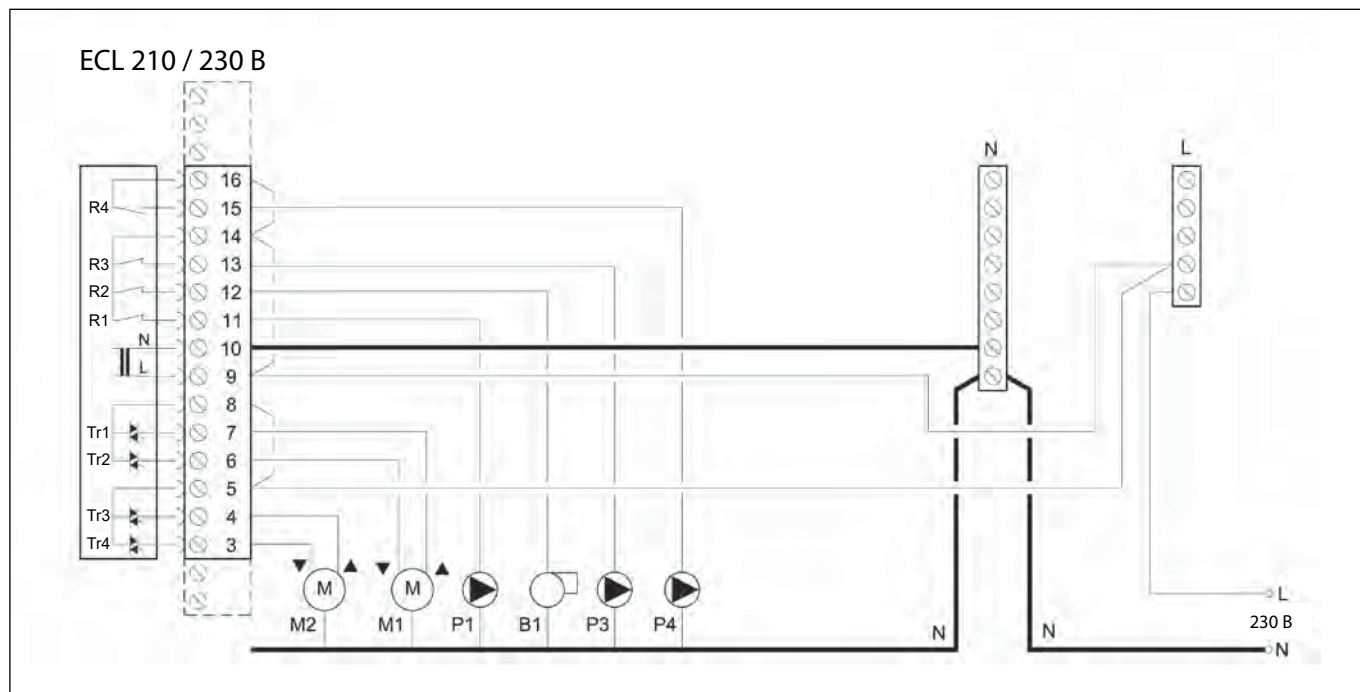 ECL 210 / 230 В
N L
16
R4 15
14
R3 13
R2 12
R1 11
N 10
L 9
8
Tr1 7
Tr2 6
5
Tr3 4
Tr4 3
M M
M2 M1 P1 B1 P3 P4
N N
L
230 В
N